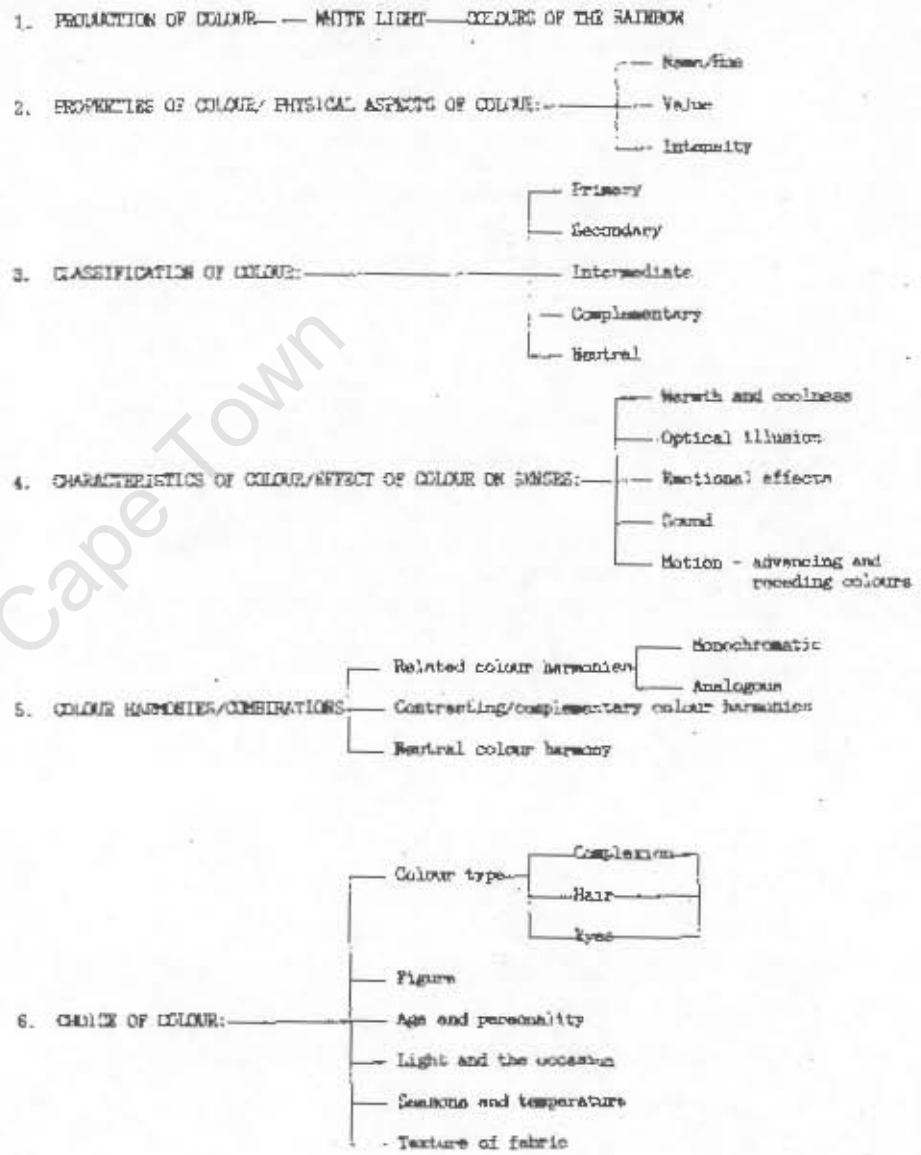 1. PRODUCTION OF COLOUR WHITE LIGHT COLOURS OF THE RAINBOW
Name/Hue
2. PROPERTIES OF COLOUR/ PHYSICAL ASPECTS OF COLOUR: Value
Intensity
Primary
Secondary
3. CLASSIFICATION OF COLOUR: Intermediate
Complementary
Neutral
Warmth and coolness
Optical illusion
4. CHARACTERISTICS OF COLOUR/EFFECT OF COLOUR ON SENSES: Emotional effects
Sound
Motion - advancing and
receding colours
Monochromatic
Related colour harmonies
Analogous
5. COLOUR HARMONIES/COMBINATIONS Contrasting/complementary colour harmonies
Neutral colour harmony
Complexion
Colour type
Hair
Eyes
Figure
6. CHOICE OF COLOUR: Age and personality
Light and the occasion
Seasons and temperature
Texture of fabric
Cape Town